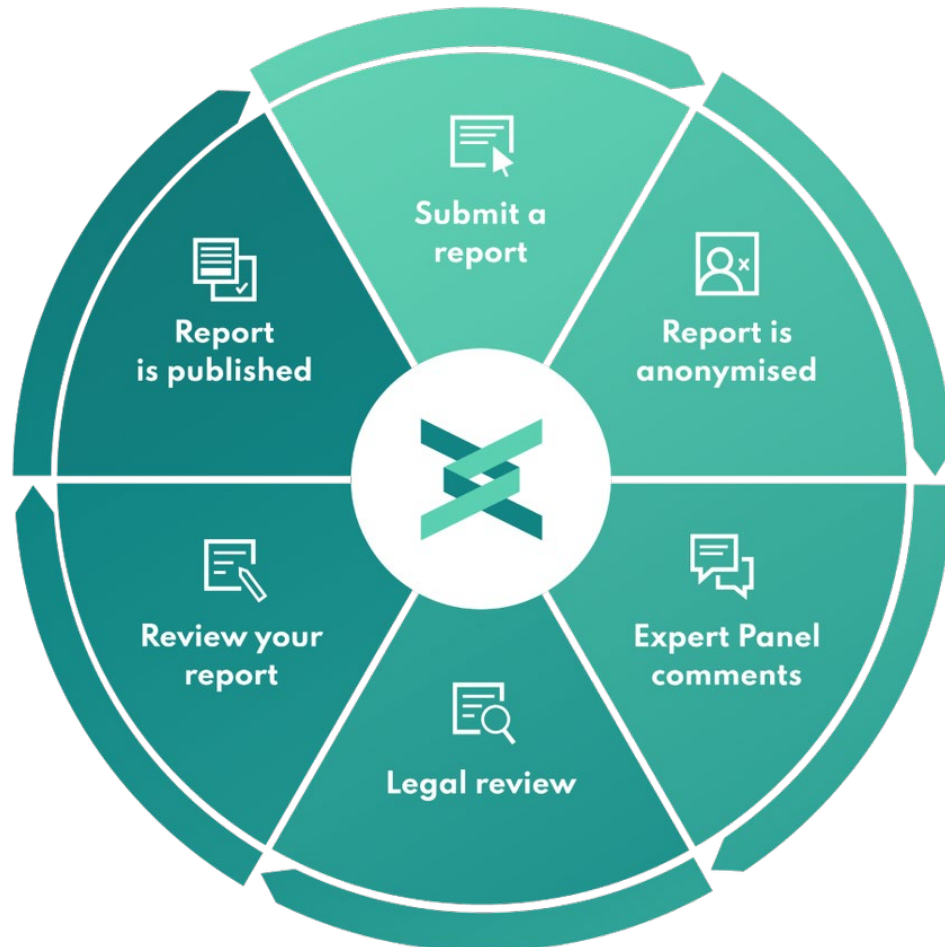 Submit a
report
Report is
anonymised
Expert Panel
comments
Legal review
Review your
report
Report
is published